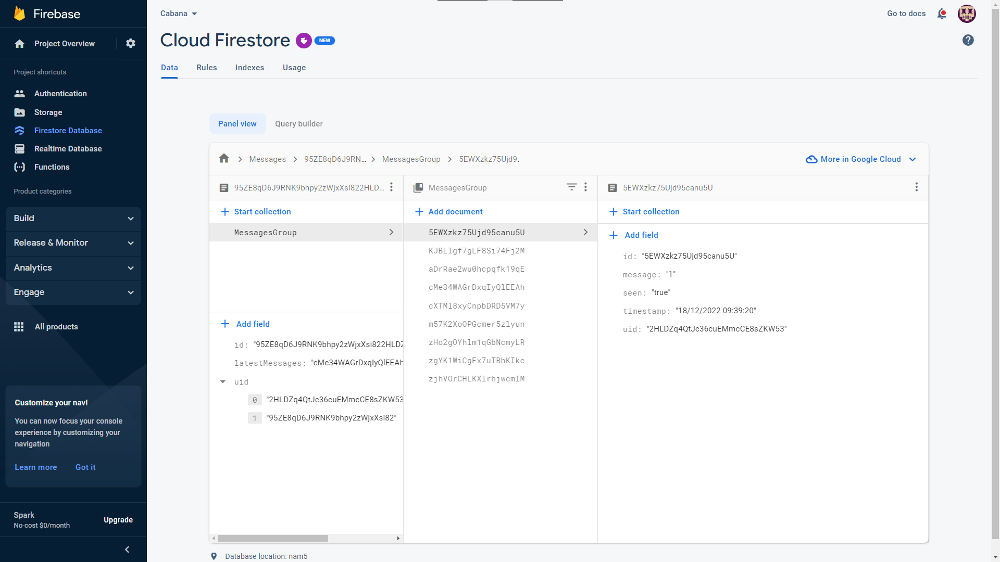 Firebase
Project Overview
Project shortcuts
Authentication
Storage
Firestore Database
Realtime Database
Functions
Product categories
Build
Release & Monitor
Analytics
Engage
All products
Customize your nav!
You can now focus your console
experience by customizing your
navigation
Learn more Got it
Spark
No-cost $0/month
Upgrade
Cabana
Go to docs
Cloud Firestore NEW
Data Rules Indexes Usage
Panel view Query builder
Messages 95ZE8qD6J9RN... MessagesGroup 5EWXzkz75Ujd9.
More in Google Cloud
95ZE8qD6J9RNK9bhpy2zWjxXsi822HLD...
Start collection
MessagesGroup
Add field
id: "95ZE8qD6J9RNK9bhpy2zWjxXsi822HLDZ
latestMessages: "cMe34WAGrDxqIyQlEEAh
uid
0 "2HLDZq4QtJc36cuEMmcCE8sZKW53
1 "95ZE8qD6J9RNK9bhpy2zWjxXsi82"
MessagesGroup
Add document
5EWXzkz75Ujd95canu5U
KJBLIgf7gLF8Si74Fj2M
aDrRae2wu0hcpqfk19qE
cMe34WAGrDxqIyQlEEAh
cXTMl8xyCnpbDRD5VM7y
m57K2XoOPGcmer5zlyun
zHo2gOYhlm1qGbNcmyLR
zgYK1WiCgFx7uTBhKIkc
zjhVOrCHLKXlrhjwcmIM
5EWXzkz75Ujd95canu5U
Start collection
Add field
id: "5EWXzkz75Ujd95canu5U"
message: "1"
seen: "true"
timestamp: "18/12/2022 09:39:20"
uid: "2HLDZq4QtJc36cuEMmcCE8sZKW53"
Database location: nam5